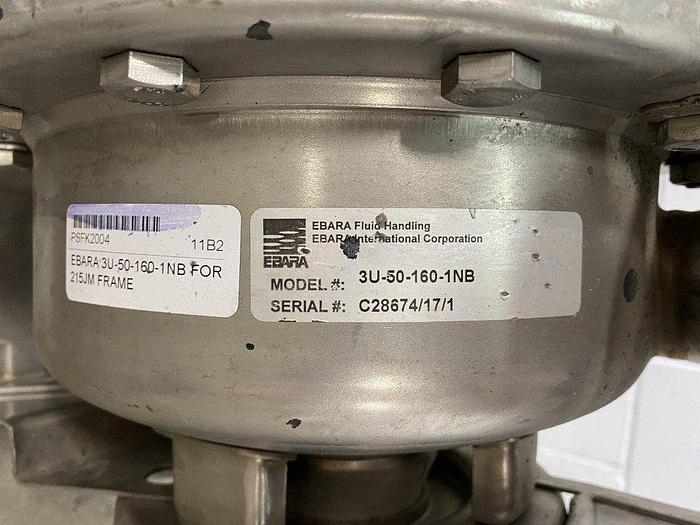 PSFK2004 11B2
EBARA 3U-50-160-1NB FOR
215JM FRAME
EBARA Fluid Handling
EBARA International Corporation
EBARA
MODEL #: 3U-50-160-1NB
SERIAL #: C28674/17/1